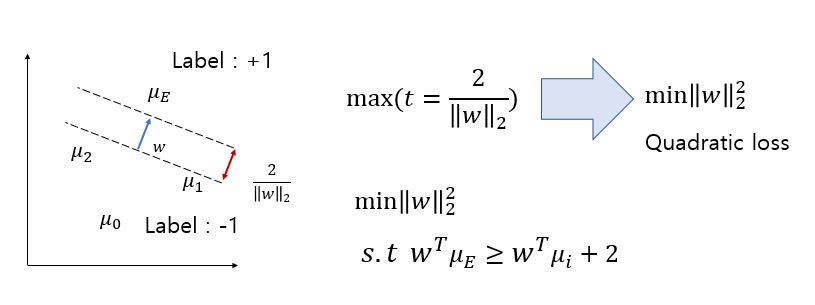 Label : +1
μ_E
μ_2
w
μ_1
2/‖w‖_2
μ_0
Label : -1
max(t = 2/‖w‖_2)
min‖w‖_2^2
Quadratic loss
min‖w‖_2^2
s.t w^T μ_E ≥ w^T μ_i + 2